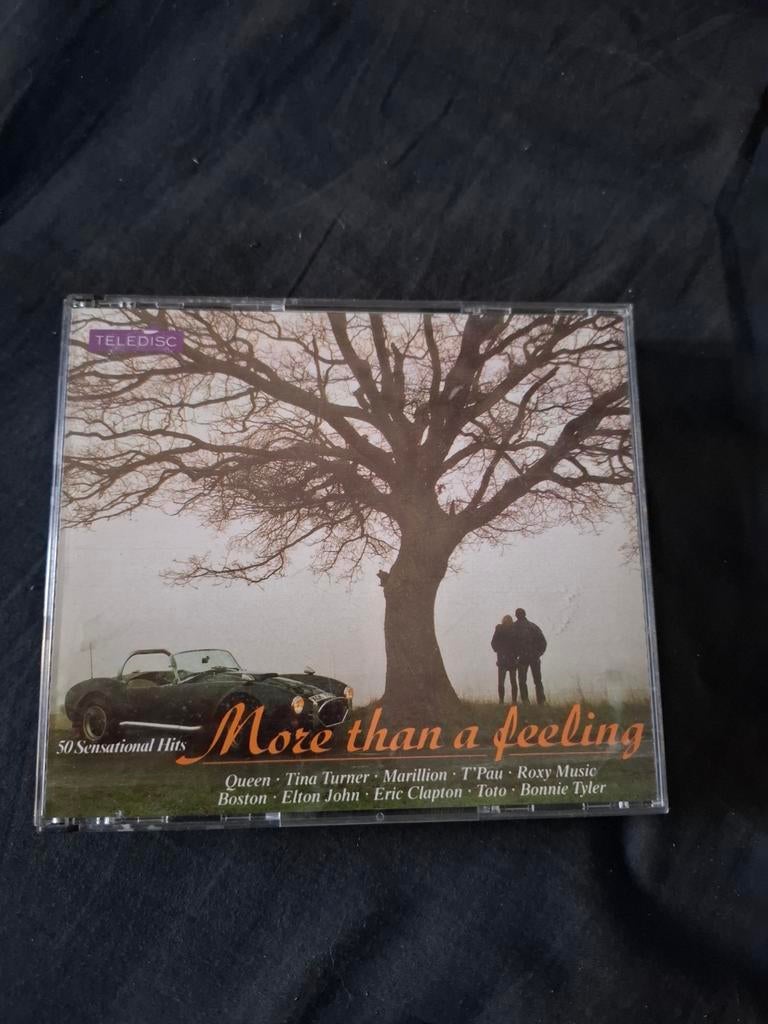 TELEDISC
50 Sensational Hits
More than a feeling
Queen · Tina Turner · Marillion · T'Pau · Roxy Music
Boston · Elton John · Eric Clapton · Toto · Bonnie Tyler